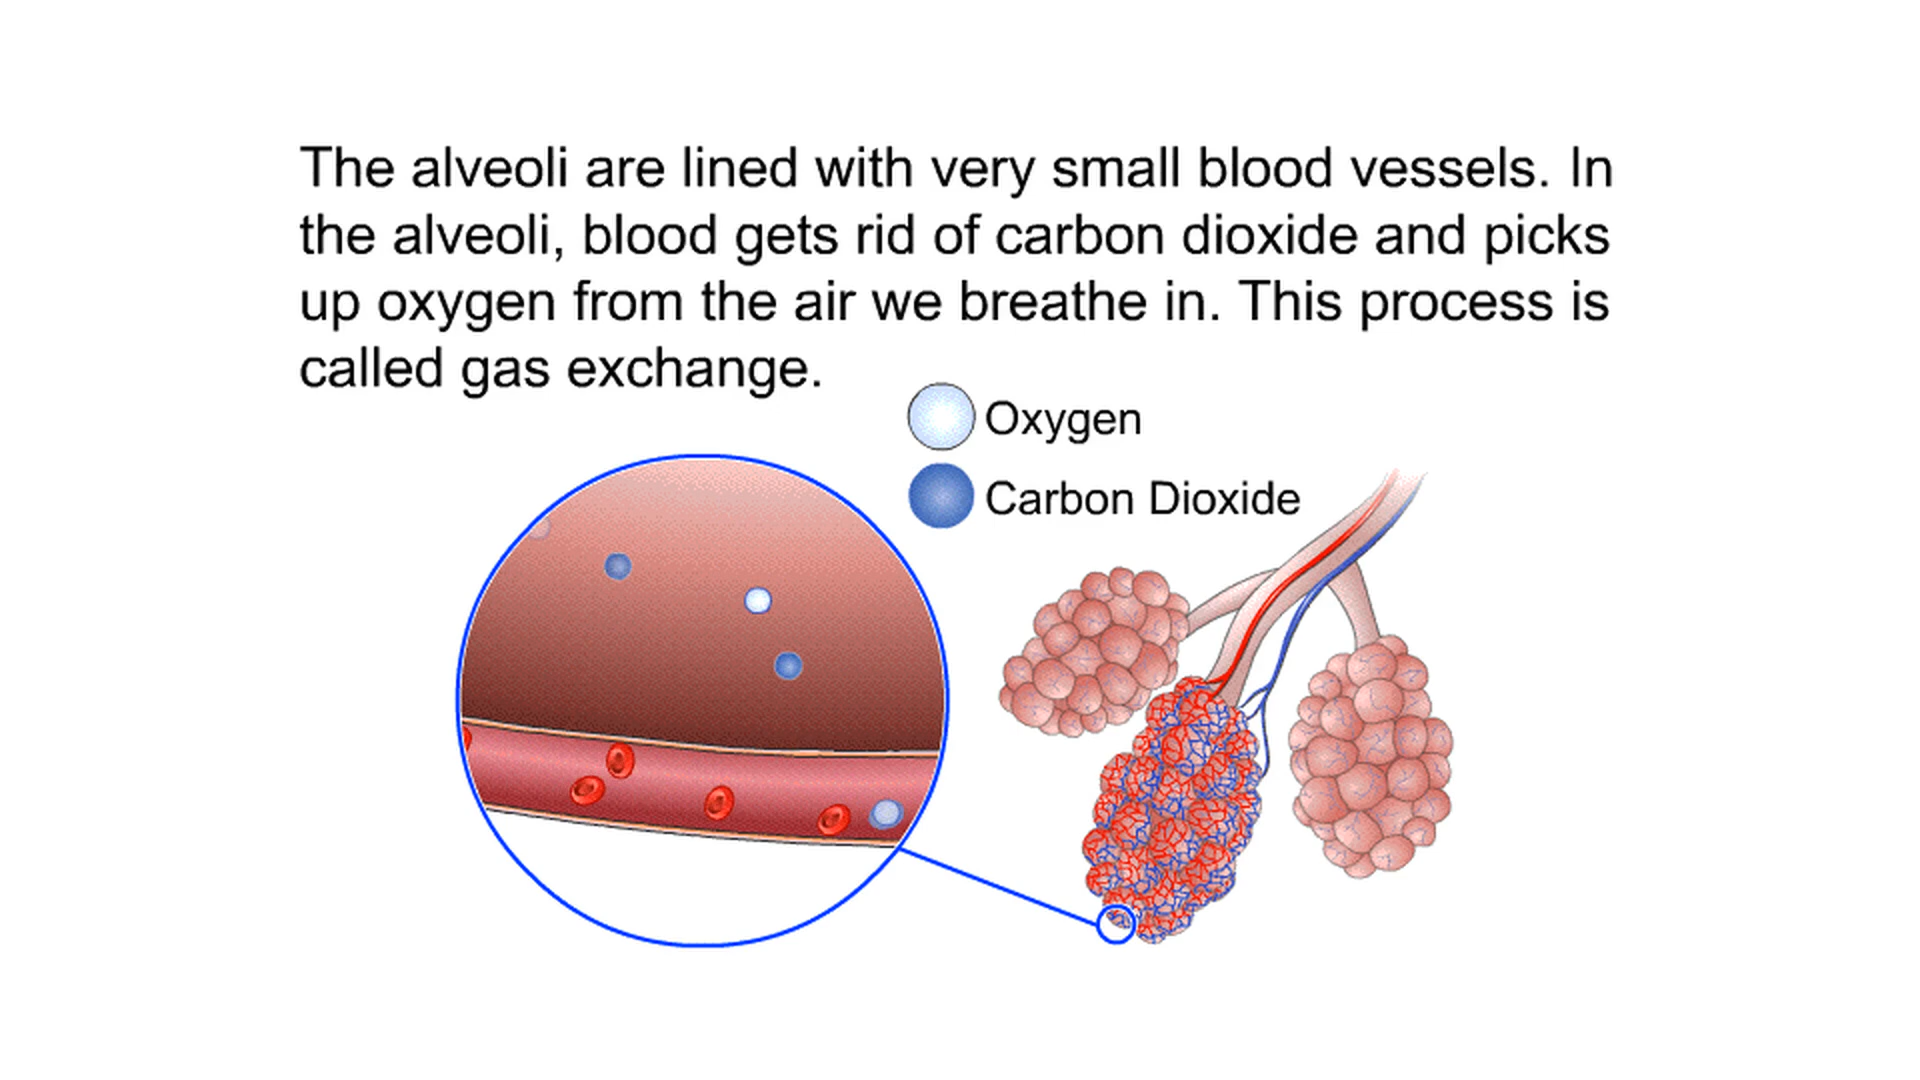 The alveoli are lined with very small blood vessels. In
the alveoli, blood gets rid of carbon dioxide and picks
up oxygen from the air we breathe in. This process is
called gas exchange.
Oxygen
Carbon Dioxide